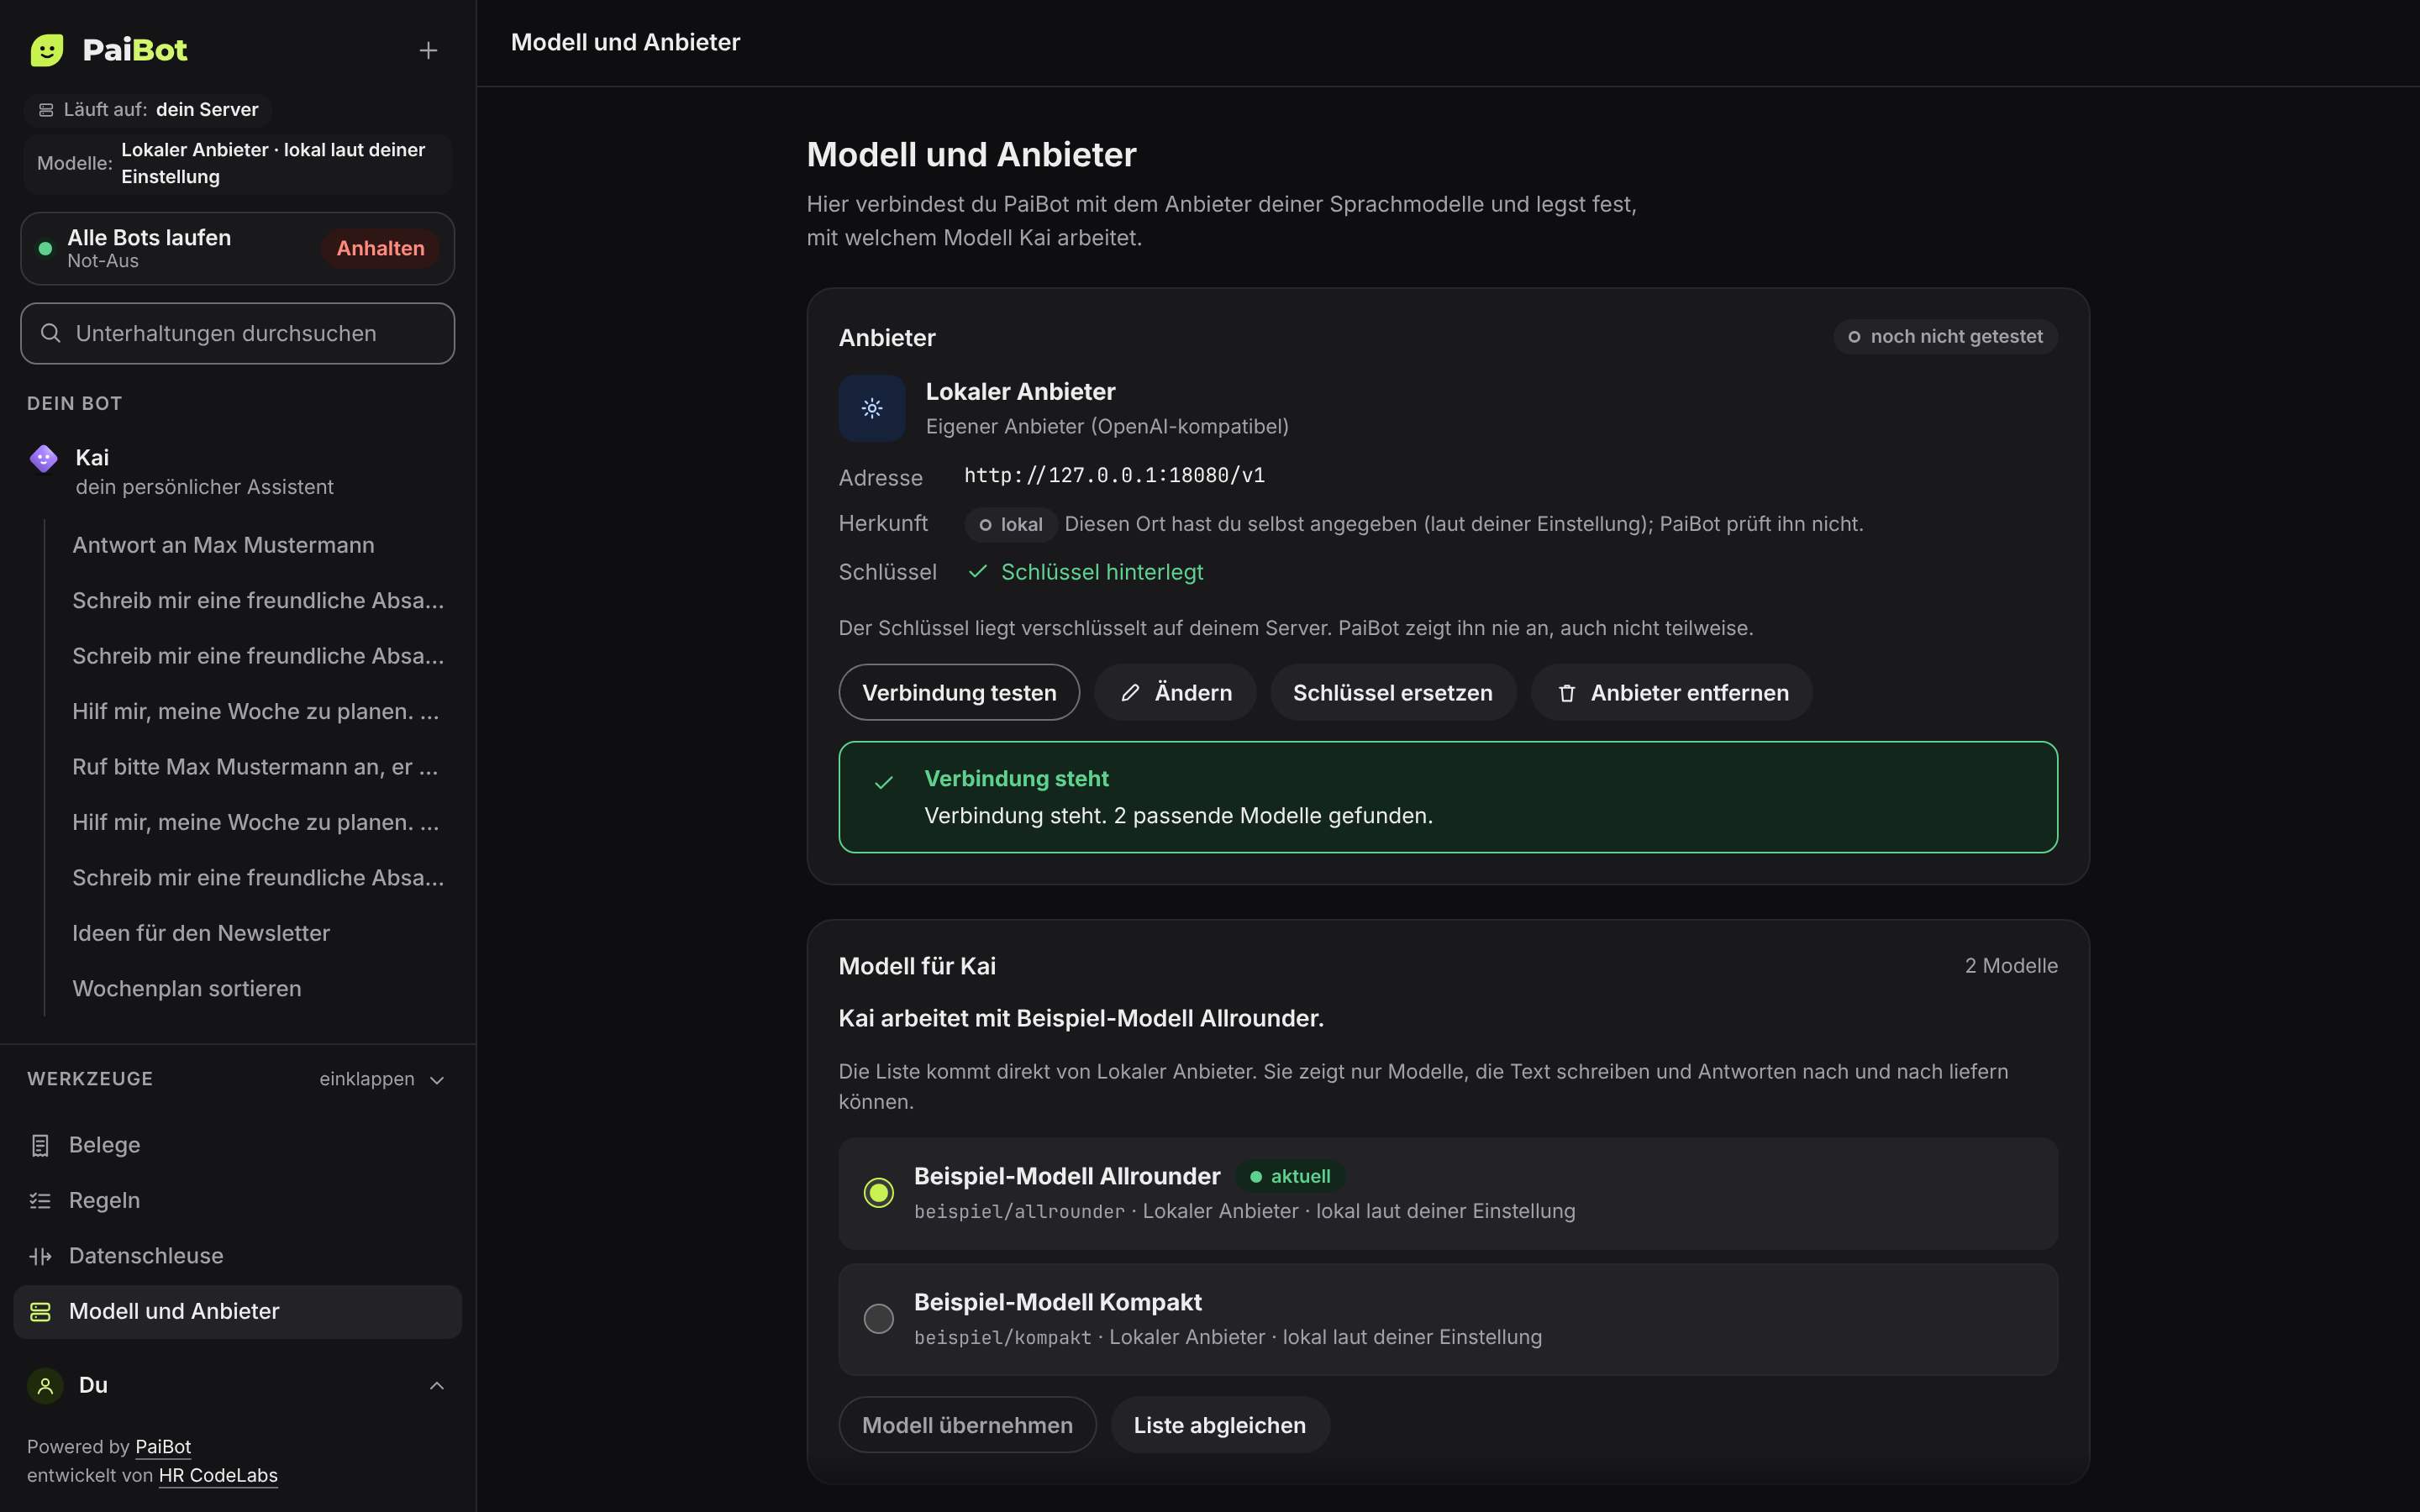 PaiBot
Läuft auf: dein Server
Modelle: Lokaler Anbieter · lokal laut deiner
Einstellung
Alle Bots laufen
Not-Aus
Anhalten
Unterhaltungen durchsuchen
DEIN BOT
Kai
dein persönlicher Assistent
Antwort an Max Mustermann
Schreib mir eine freundliche Absa...
Schreib mir eine freundliche Absa...
Hilf mir, meine Woche zu planen. ...
Ruf bitte Max Mustermann an, er ...
Hilf mir, meine Woche zu planen. ...
Schreib mir eine freundliche Absa...
Ideen für den Newsletter
Wochenplan sortieren
WERKZEUGE einklappen
Belege
Regeln
Datenschleuse
Modell und Anbieter
Du
Powered by PaiBot
entwickelt von HR CodeLabs
Modell und Anbieter
Modell und Anbieter
Hier verbindest du PaiBot mit dem Anbieter deiner Sprachmodelle und legst fest,
mit welchem Modell Kai arbeitet.
Anbieter noch nicht getestet
Lokaler Anbieter
Eigener Anbieter (OpenAI-kompatibel)
Adresse http://127.0.0.1:18080/v1
Herkunft lokal Diesen Ort hast du selbst angegeben (laut deiner Einstellung); PaiBot prüft ihn nicht.
Schlüssel Schlüssel hinterlegt
Der Schlüssel liegt verschlüsselt auf deinem Server. PaiBot zeigt ihn nie an, auch nicht teilweise.
Verbindung testen Ändern Schlüssel ersetzen Anbieter entfernen
Verbindung steht
Verbindung steht. 2 passende Modelle gefunden.
Modell für Kai 2 Modelle
Kai arbeitet mit Beispiel-Modell Allrounder.
Die Liste kommt direkt von Lokaler Anbieter. Sie zeigt nur Modelle, die Text schreiben und Antworten nach und nach liefern
können.
Beispiel-Modell Allrounder aktuell
beispiel/allrounder · Lokaler Anbieter · lokal laut deiner Einstellung
Beispiel-Modell Kompakt
beispiel/kompakt · Lokaler Anbieter · lokal laut deiner Einstellung
Modell übernehmen Liste abgleichen